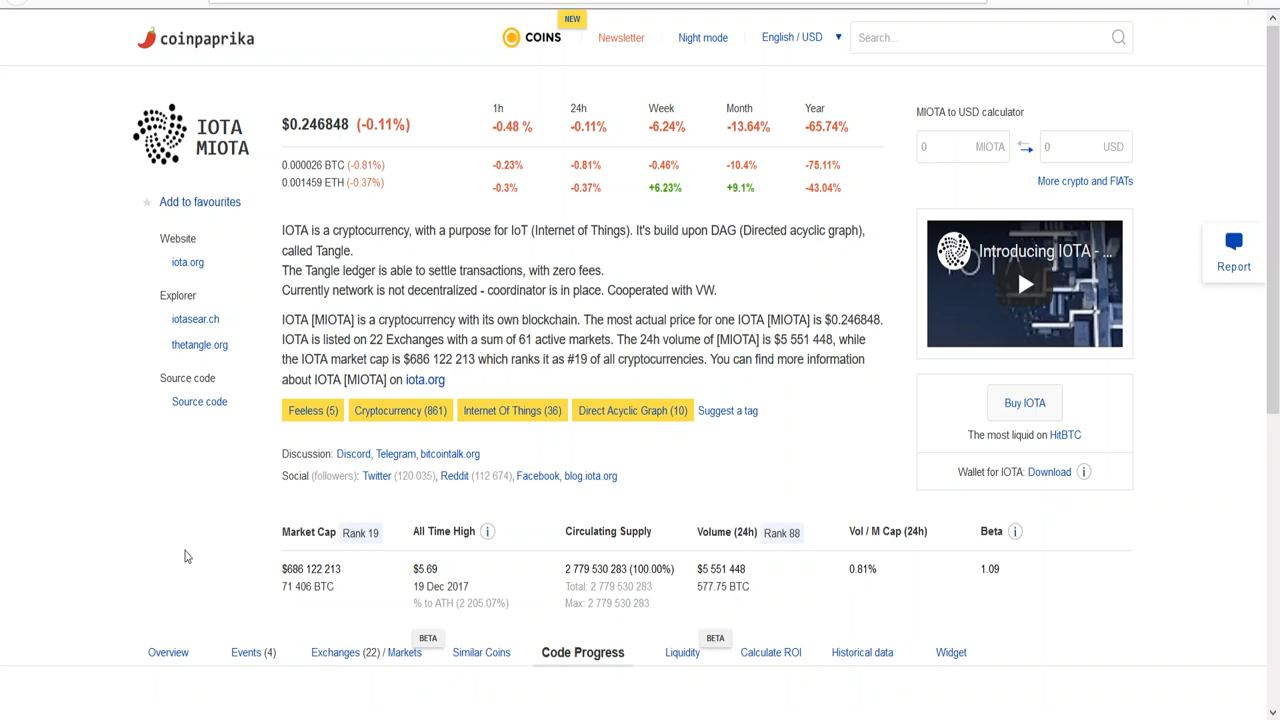 coinpaprika
NEW
COINS
Newsletter
Night mode
English / USD ▼
Search...
IOTA
MIOTA
Add to favourites
Website
iota.org
Explorer
iotasear.ch
thetangle.org
Source code
Source code
$0.246848 (-0.11%)
1h 24h Week Month Year
-0.48 % -0.11% -6.24% -13.64% -65.74%
0.000026 BTC (-0.81%) -0.23% -0.81% -0.46% -10.4% -75.11%
0.001459 ETH (-0.37%) -0.3% -0.37% +6.23% +9.1% -43.04%
IOTA is a cryptocurrency, with a purpose for IoT (Internet of Things). It's build upon DAG (Directed acyclic graph),
called Tangle.
The Tangle ledger is able to settle transactions, with zero fees.
Currently network is not decentralized - coordinator is in place. Cooperated with VW.
IOTA [MIOTA] is a cryptocurrency with its own blockchain. The most actual price for one IOTA [MIOTA] is $0.246848.
IOTA is listed on 22 Exchanges with a sum of 61 active markets. The 24h volume of [MIOTA] is $5 551 448, while
the IOTA market cap is $686 122 213 which ranks it as #19 of all cryptocurrencies. You can find more information
about IOTA [MIOTA] on iota.org
Feeless (5) Cryptocurrency (861) Internet Of Things (36) Direct Acyclic Graph (10) Suggest a tag
Discussion: Discord, Telegram, bitcointalk.org
Social (followers): Twitter (120 035), Reddit (112 674), Facebook, blog.iota.org
MIOTA to USD calculator
0 MIOTA 0 USD
More crypto and FIATs
Introducing IOTA - ...
Buy IOTA
The most liquid on HitBTC
Wallet for IOTA: Download i
Report
Market Cap Rank 19 All Time High i Circulating Supply Volume (24h) Rank 88 Vol / M Cap (24h) Beta i
$686 122 213 $5.69 2 779 530 283 (100.00%) $5 551 448 0.81% 1.09
71 406 BTC 19 Dec 2017 Total: 2 779 530 283 577.75 BTC
% to ATH (2 205.07%) Max: 2 779 530 283
BETA BETA
Overview Events (4) Exchanges (22) / Markets Similar Coins Code Progress Liquidity Calculate ROI Historical data Widget